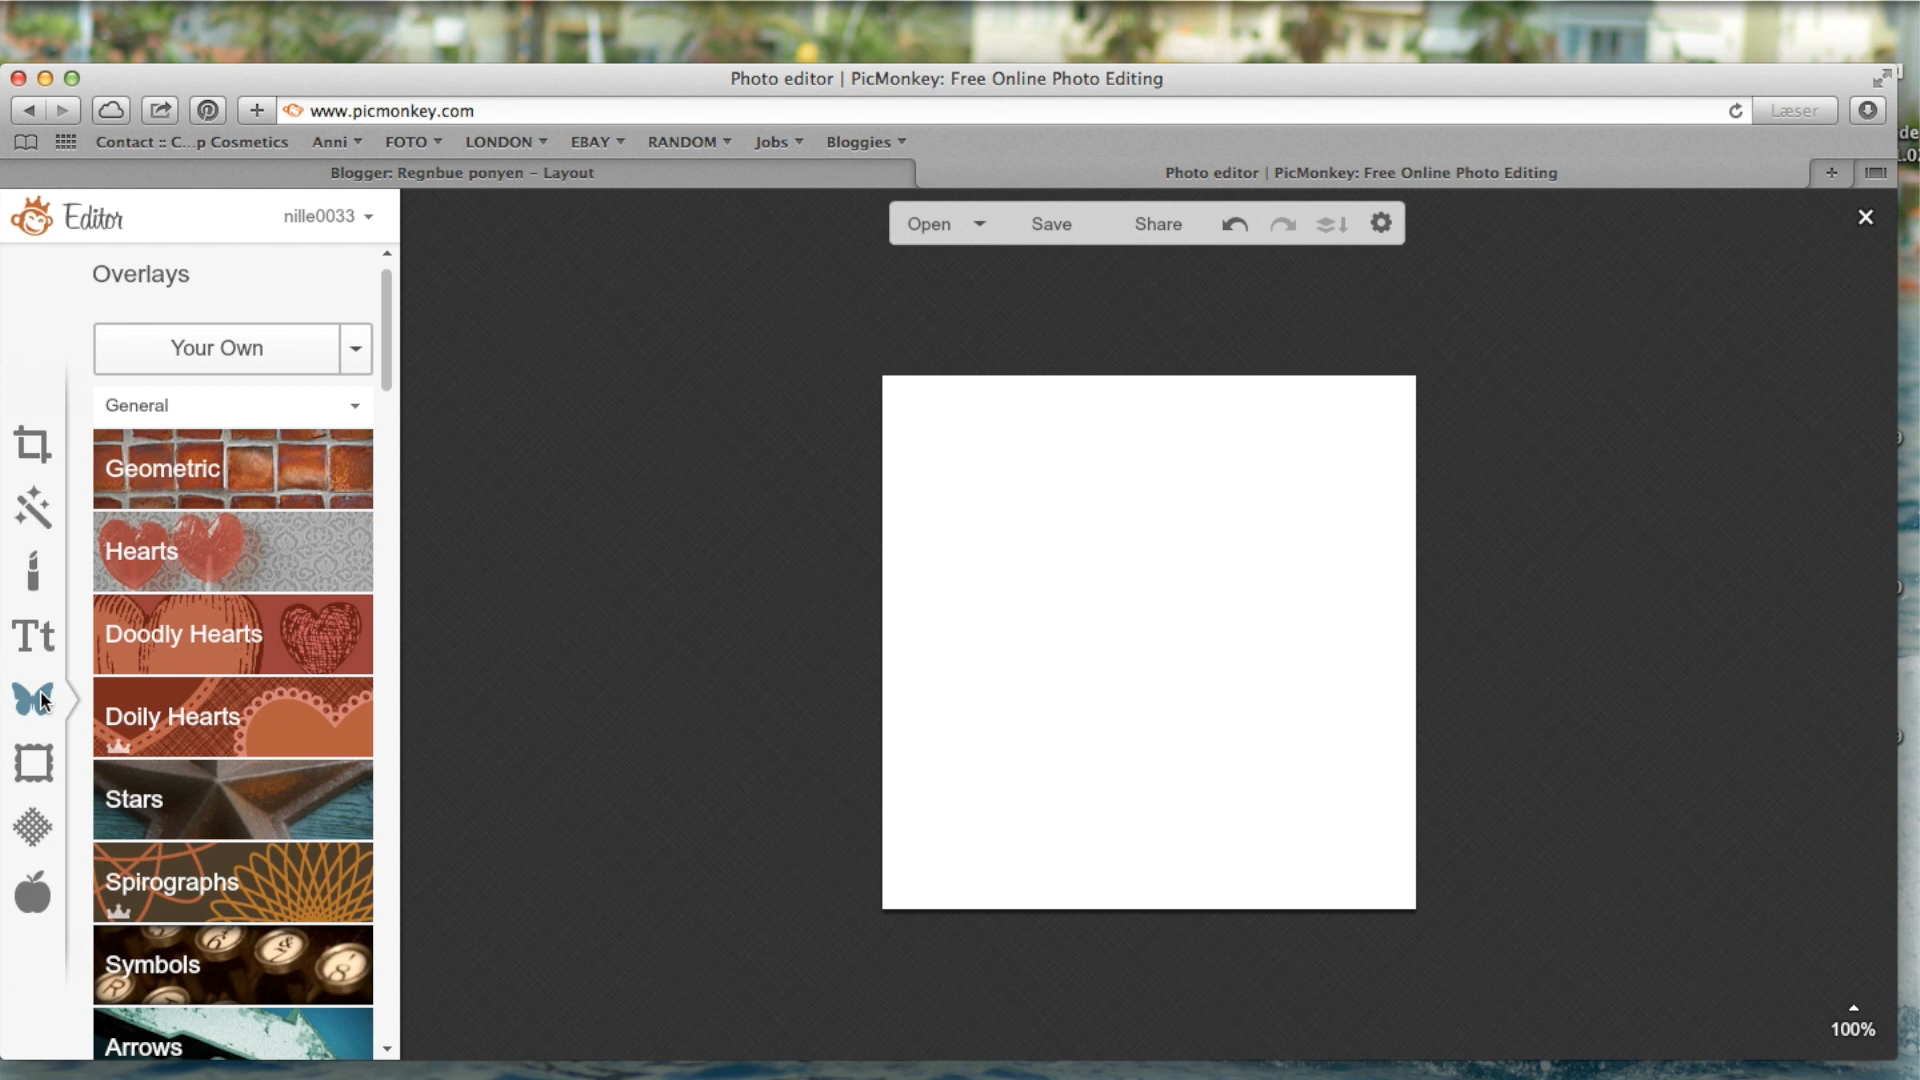 Photo editor | PicMonkey: Free Online Photo Editing
www.picmonkey.com
Læser
Contact :: C...p Cosmetics Anni FOTO LONDON EBAY RANDOM Jobs Bloggies
Blogger: Regnbue ponyen – Layout
Photo editor | PicMonkey: Free Online Photo Editing
Editor
nille0033
Open Save Share
Overlays
Your Own
General
Geometric
Hearts
Doodly Hearts
Doily Hearts
Stars
Spirographs
Symbols
Arrows
Tt
100%